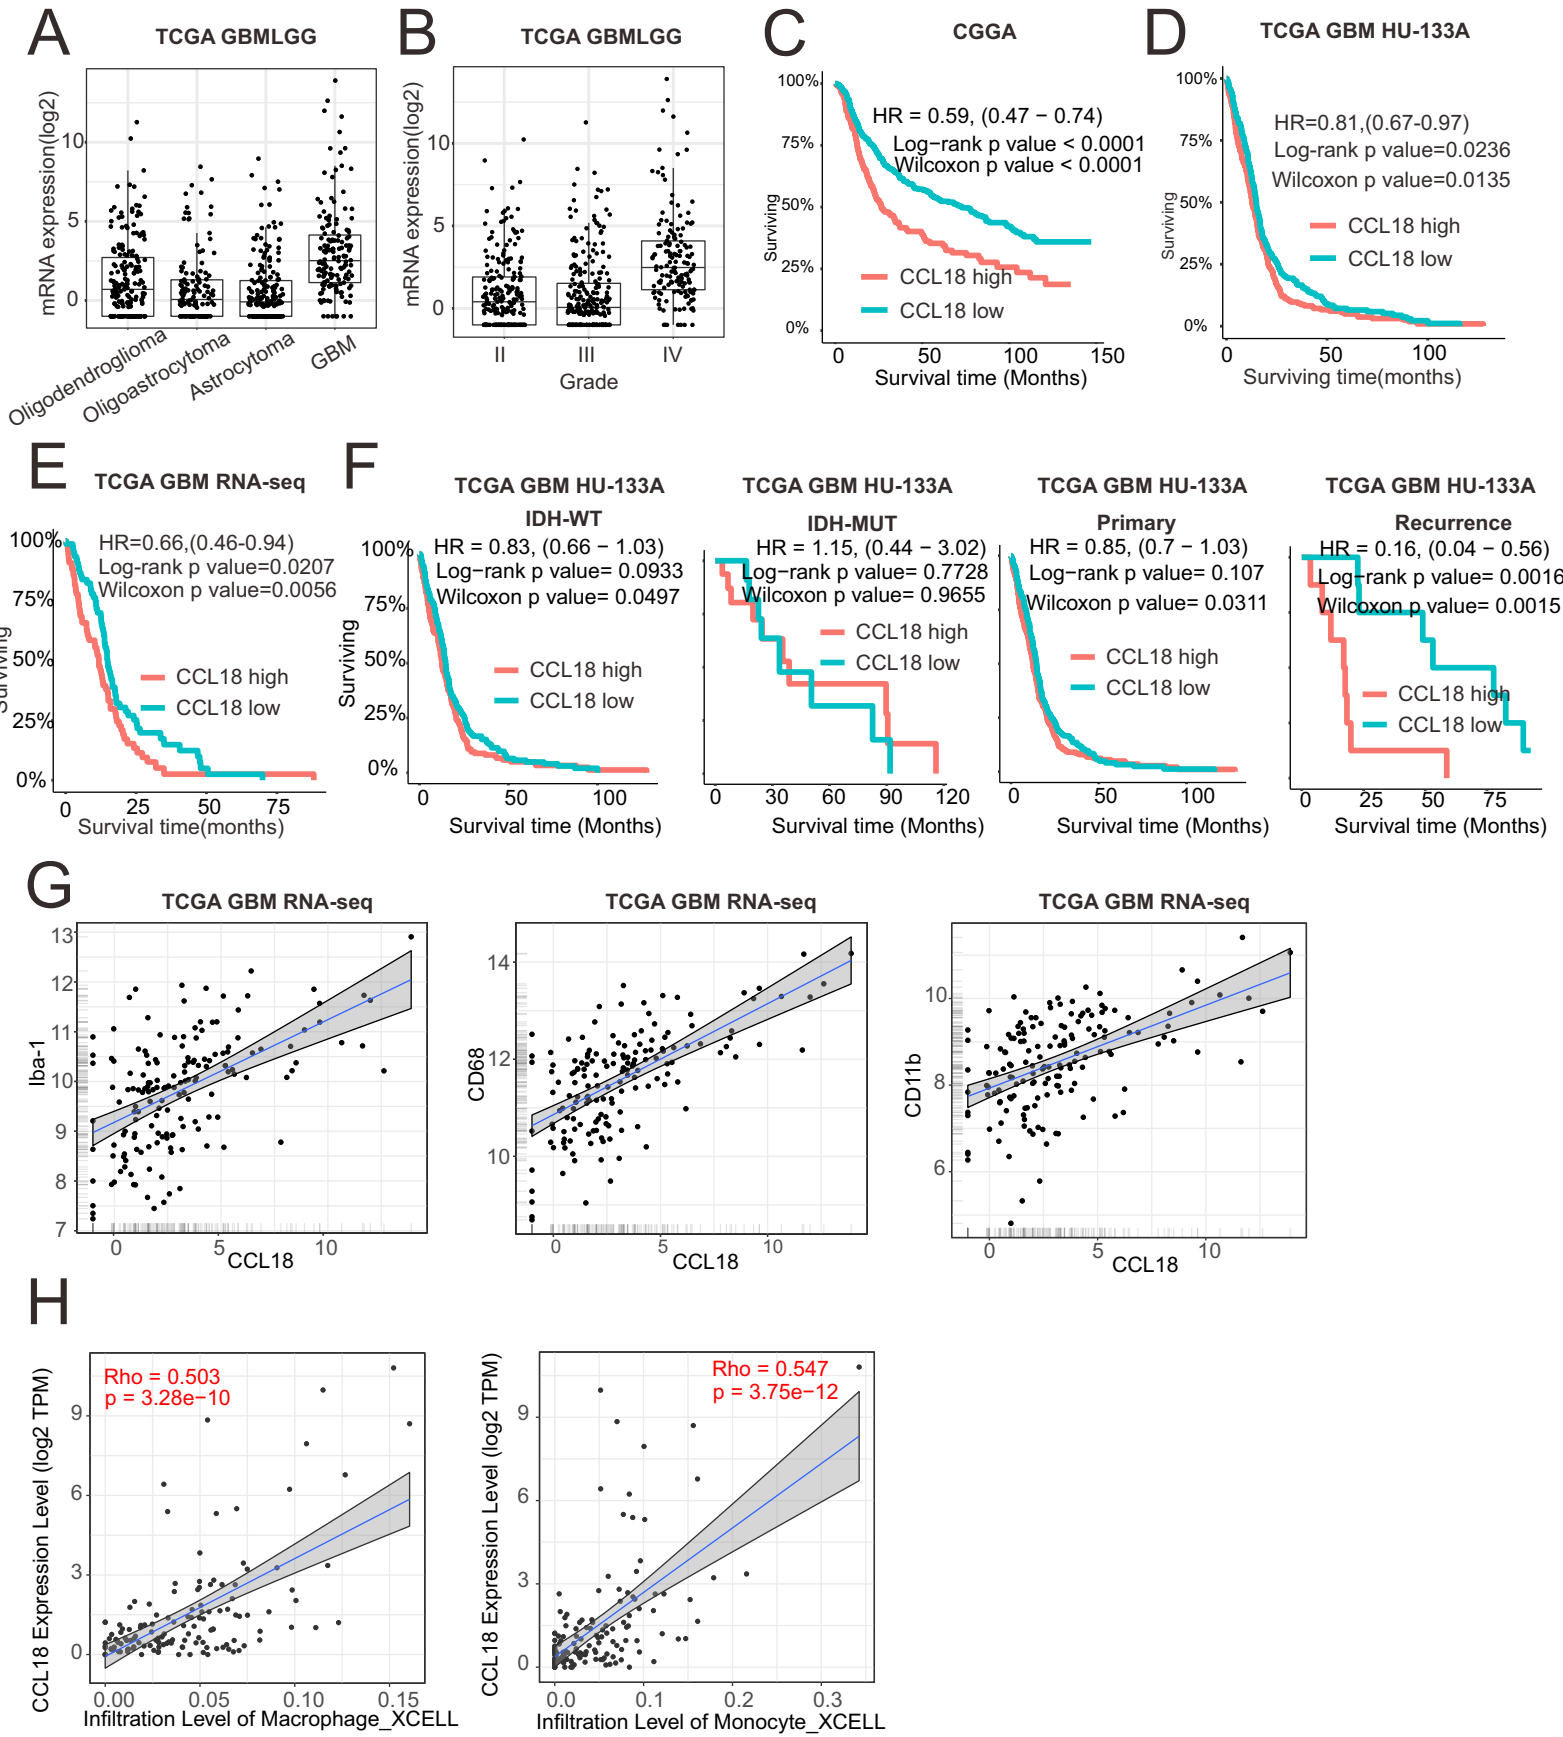 A
TCGA GBMLGG
mRNA expression(log2)
10
5
0
Oligodendroglioma
Oligoastrocytoma
Astrocytoma
GBM
B
TCGA GBMLGG
mRNA expression(log2)
10
5
0
II
III
IV
Grade
C
CGGA
HR = 0.59, (0.47 − 0.74)
Log−rank p value < 0.0001
Wilcoxon p value < 0.0001
Surviving
100%
75%
50%
25%
0%
CCL18 high
CCL18 low
0
50
100
150
Survival time (Months)
D
TCGA GBM HU-133A
HR=0.81,(0.67-0.97)
Log-rank p value=0.0236
Wilcoxon p value=0.0135
Surviving
100%
75%
50%
25%
0%
CCL18 high
CCL18 low
0
50
100
Surviving time(months)
E
TCGA GBM RNA-seq
HR=0.66,(0.46-0.94)
Log-rank p value=0.0207
Wilcoxon p value=0.0056
Surviving
100%
75%
50%
25%
0%
CCL18 high
CCL18 low
0
25
50
75
Survival time(months)
F
TCGA GBM HU-133A
IDH-WT
HR = 0.83, (0.66 − 1.03)
Log−rank p value= 0.0933
Wilcoxon p value= 0.0497
Surviving
100%
75%
50%
25%
0%
CCL18 high
CCL18 low
0
50
100
Survival time (Months)
TCGA GBM HU-133A
IDH-MUT
HR = 1.15, (0.44 − 3.02)
Log−rank p value= 0.7728
Wilcoxon p value= 0.9655
CCL18 high
CCL18 low
0
30
60
90
120
Survival time (Months)
TCGA GBM HU-133A
Primary
HR = 0.85, (0.7 − 1.03)
Log−rank p value= 0.107
Wilcoxon p value= 0.0311
CCL18 high
CCL18 low
0
50
100
Survival time (Months)
TCGA GBM HU-133A
Recurrence
HR = 0.16, (0.04 − 0.56)
Log−rank p value= 0.0016
Wilcoxon p value= 0.0015
CCL18 high
CCL18 low
0
25
50
75
Survival time (Months)
G
TCGA GBM RNA-seq
Iba-1
13
12
11
10
9
8
7
0
5
10
CCL18
TCGA GBM RNA-seq
CD68
14
12
10
0
5
10
CCL18
TCGA GBM RNA-seq
CD11b
10
8
6
0
5
10
CCL18
H
Rho = 0.503
p = 3.28e−10
CCL18 Expression Level (log2 TPM)
9
6
3
0
0.00
0.05
0.10
0.15
Infiltration Level of Macrophage_XCELL
Rho = 0.547
p = 3.75e−12
CCL18 Expression Level (log2 TPM)
9
6
3
0
0.0
0.1
0.2
0.3
Infiltration Level of Monocyte_XCELL